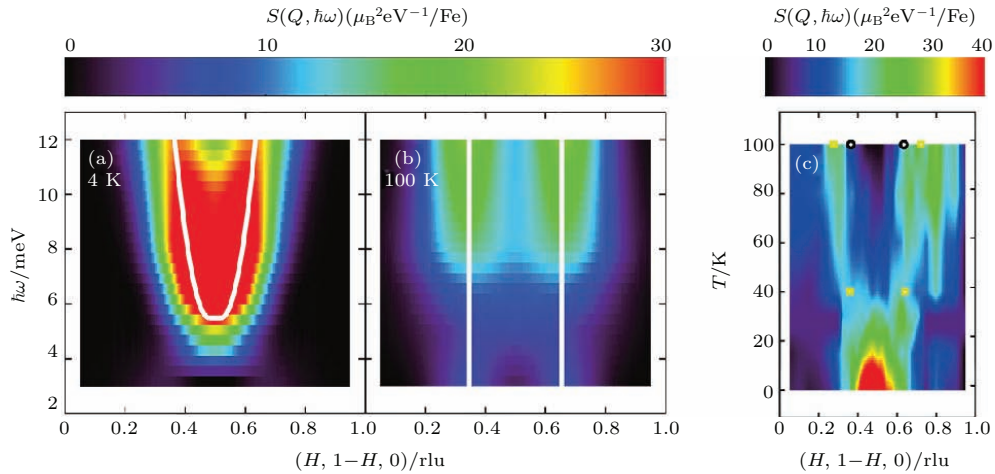 S(Q, ℏω)(μB²eV⁻¹/Fe)
0 10 20 30
S(Q, ℏω)(μB²eV⁻¹/Fe)
0 10 20 30 40
12
10
8
6
4
2
ℏω/meV
(a)
4 K
(b)
100 K
0 0.2 0.4 0.6 0.8 1.0 0.2 0.4 0.6 0.8 1.0
(H, 1−H, 0)/rlu
(c)
100
80
60
40
20
0
T/K
0 0.2 0.4 0.6 0.8 1.0
(H, 1−H, 0)/rlu